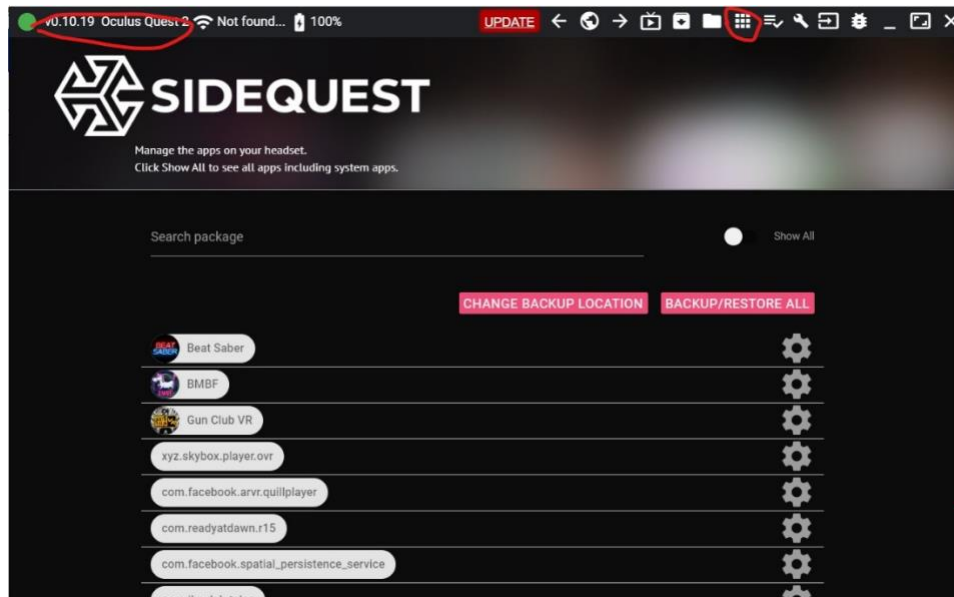 v0.10.19 Oculus Quest 2 Not found... 100% UPDATE
SIDEQUEST
Manage the apps on your headset.
Click Show All to see all apps including system apps.
Search package Show All
CHANGE BACKUP LOCATION BACKUP/RESTORE ALL
BEAT SABER Beat Saber
BMBF
Gun Club VR
xyz.skybox.player.ovr
com.facebook.arvr.quillplayer
com.readyatdawn.r15
com.facebook.spatial_persistence_service